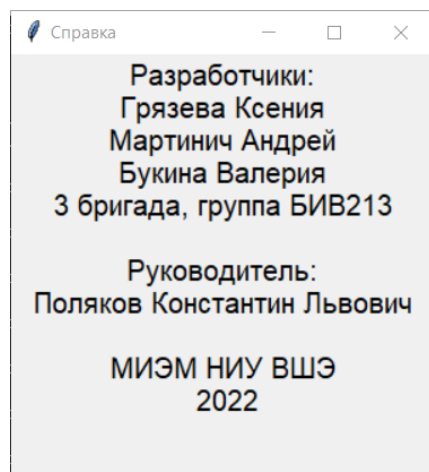 Справка
Разработчики:
Грязева Ксения
Мартинич Андрей
Букина Валерия
3 бригада, группа БИВ213
Руководитель:
Поляков Константин Львович
МИЭМ НИУ ВШЭ
2022